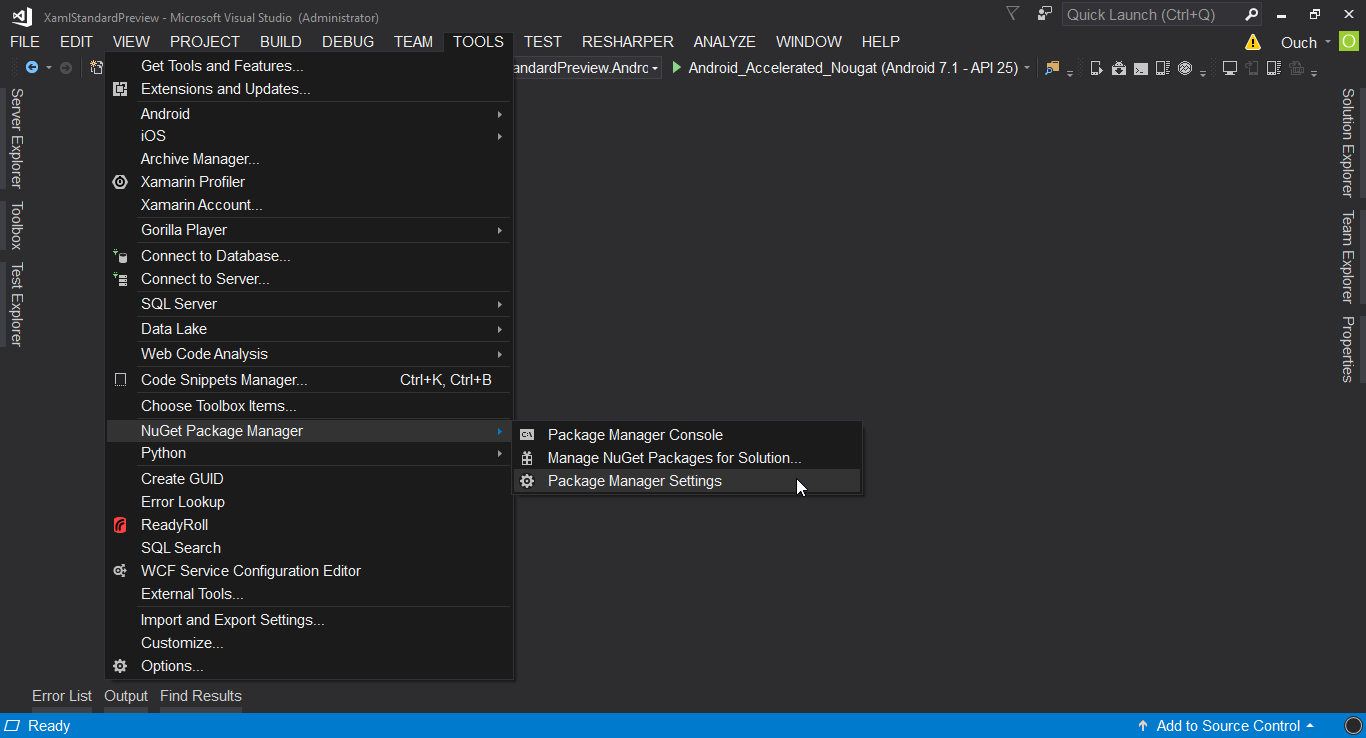 XamlStandardPreview - Microsoft Visual Studio (Administrator)
Quick Launch (Ctrl+Q)
FILE EDIT VIEW PROJECT BUILD DEBUG TEAM TOOLS TEST RESHARPER ANALYZE WINDOW HELP
Ouch O
andardPreview.Andrc Android_Accelerated_Nougat (Android 7.1 - API 25)
Server Explorer
Toolbox
Test Explorer
Get Tools and Features...
Extensions and Updates...
Android
iOS
Archive Manager...
Xamarin Profiler
Xamarin Account...
Gorilla Player
Connect to Database...
Connect to Server...
SQL Server
Data Lake
Web Code Analysis
Code Snippets Manager... Ctrl+K, Ctrl+B
Choose Toolbox Items...
NuGet Package Manager
Python
Create GUID
Error Lookup
ReadyRoll
SQL Search
WCF Service Configuration Editor
External Tools...
Import and Export Settings...
Customize...
Options...
Package Manager Console
Manage NuGet Packages for Solution...
Package Manager Settings
Solution Explorer
Team Explorer
Properties
Error List Output Find Results
Ready
Add to Source Control